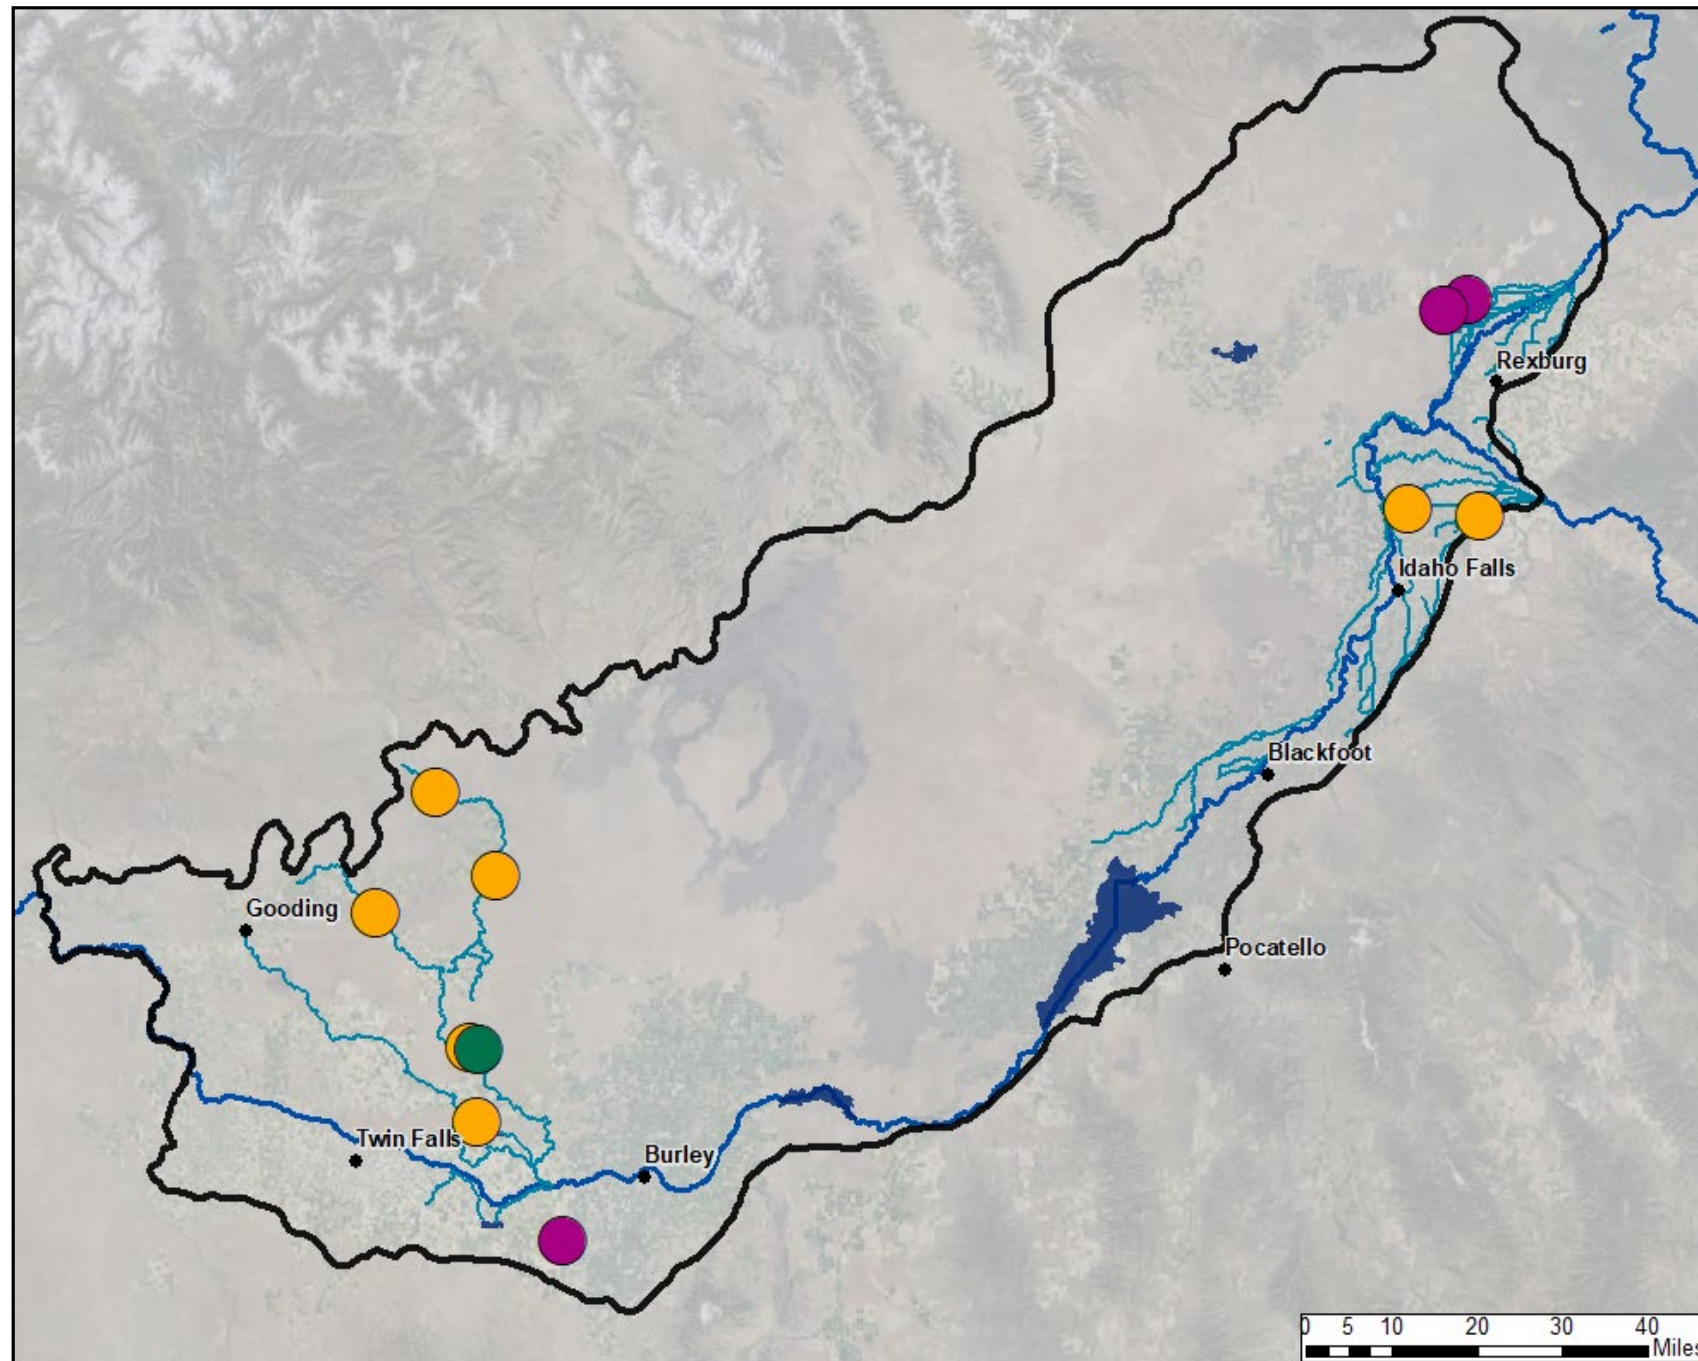 Rexburg
Idaho Falls
Blackfoot
Gooding
Pocatello
Twin Falls
Burley
0 5 10 20 30 40
Miles